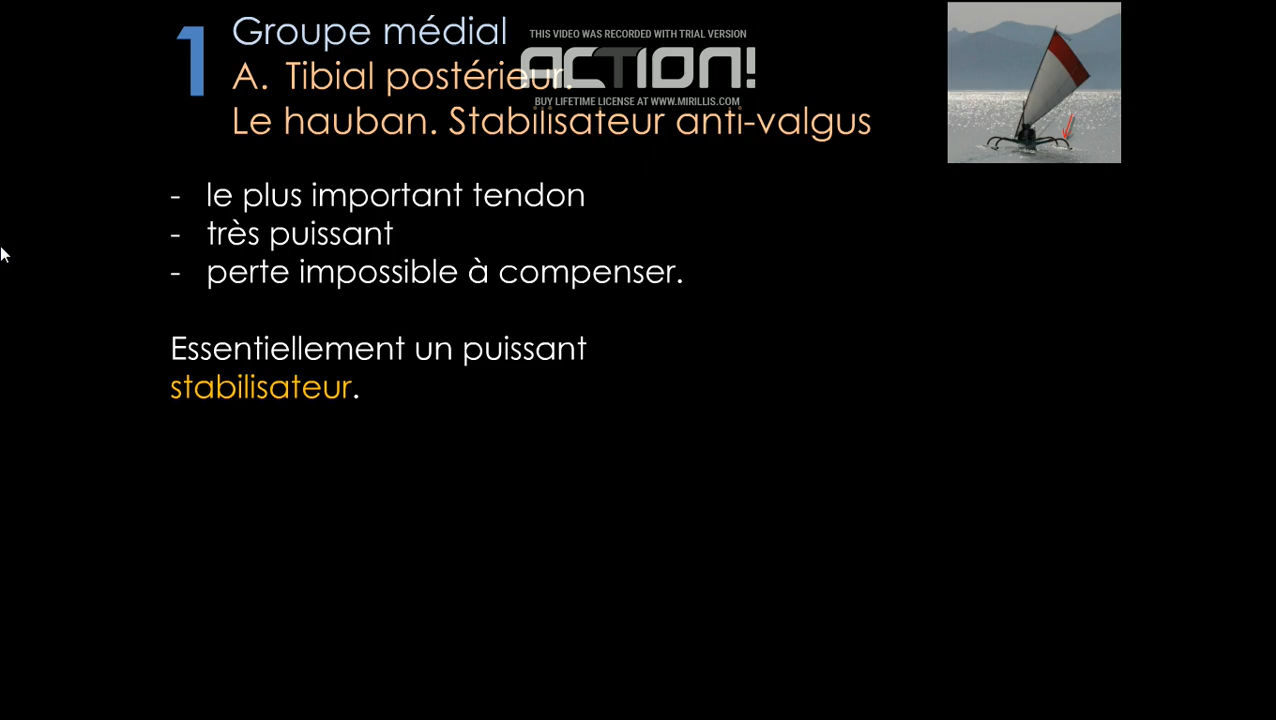 1
Groupe médial
A. Tibial postérieur.
Le hauban. Stabilisateur anti-valgus
THIS VIDEO WAS RECORDED WITH TRIAL VERSION
ACTION!
BUY LIFETIME LICENSE AT WWW.MIRILLIS.COM
- le plus important tendon
- très puissant
- perte impossible à compenser.
Essentiellement un puissant
stabilisateur.